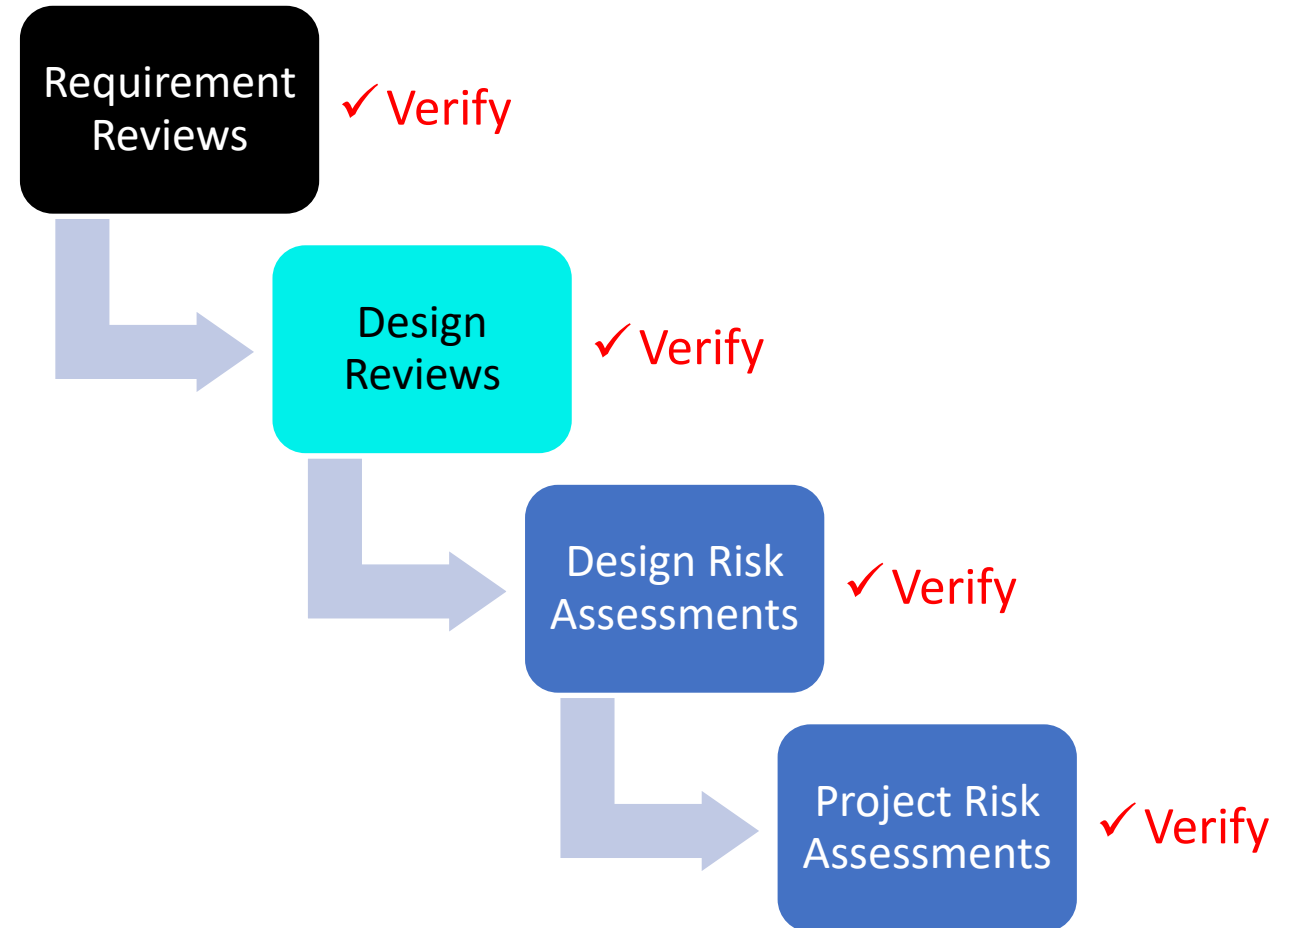 Requirement
Reviews
✓ Verify
Design
Reviews
✓ Verify
Design Risk
Assessments
✓ Verify
Project Risk
Assessments
✓ Verify